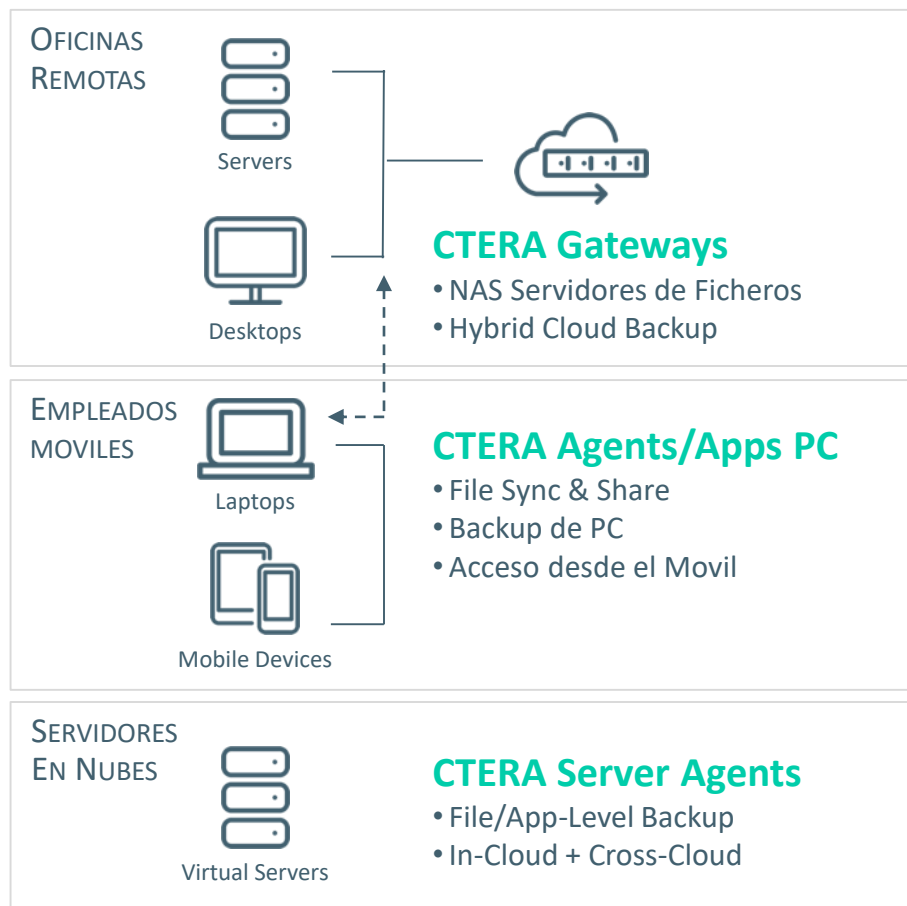 OFICINAS
REMOTAS
Servers
Desktops
CTERA Gateways
• NAS Servidores de Ficheros
• Hybrid Cloud Backup
EMPLEADOS
MOVILES
Laptops
Mobile Devices
CTERA Agents/Apps PC
• File Sync & Share
• Backup de PC
• Acceso desde el Movil
SERVIDORES
EN NUBES
Virtual Servers
CTERA Server Agents
• File/App-Level Backup
• In-Cloud + Cross-Cloud